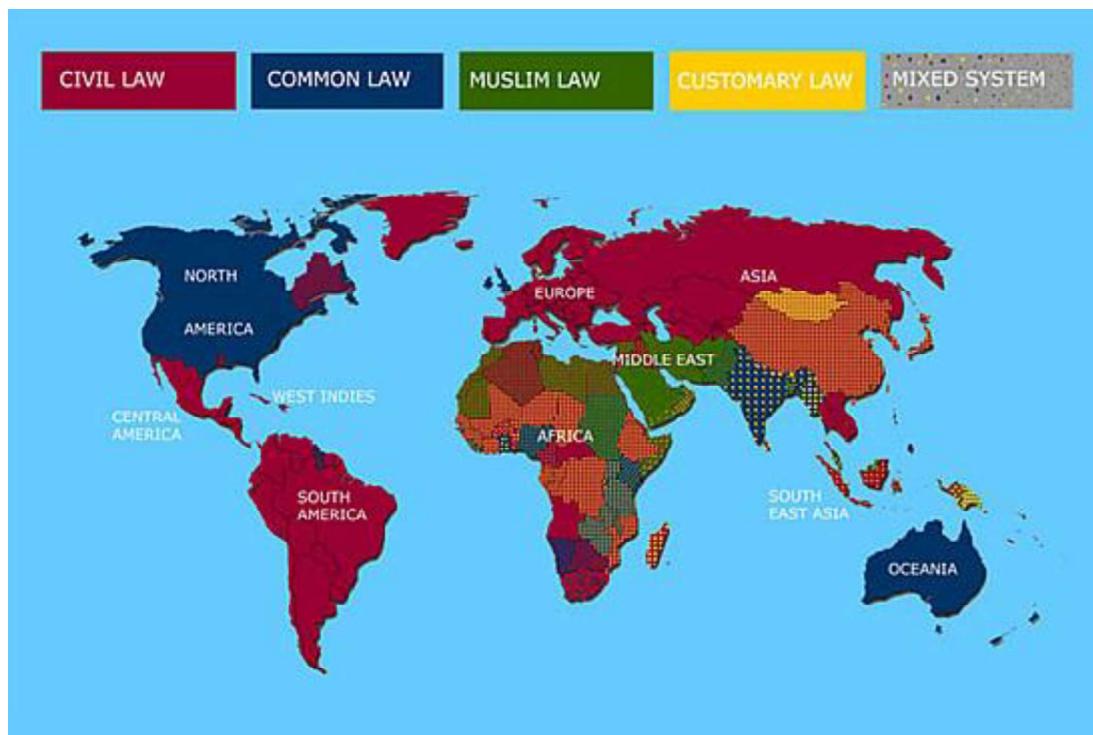 CIVIL LAW
COMMON LAW
MUSLIM LAW
CUSTOMARY LAW
MIXED SYSTEM
NORTH
AMERICA
EUROPE
ASIA
MIDDLE EAST
WEST INDIES
CENTRAL
AMERICA
AFRICA
SOUTH
AMERICA
SOUTH
EAST ASIA
OCEANIA